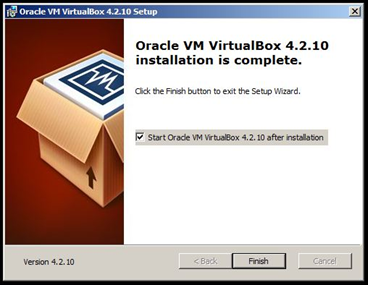 Oracle VM VirtualBox 4.2.10 Setup
Oracle VM VirtualBox 4.2.10
installation is complete.
Click the Finish button to exit the Setup Wizard.
Start Oracle VM VirtualBox 4.2.10 after installation
Version 4.2.10
< Back
Finish
Cancel